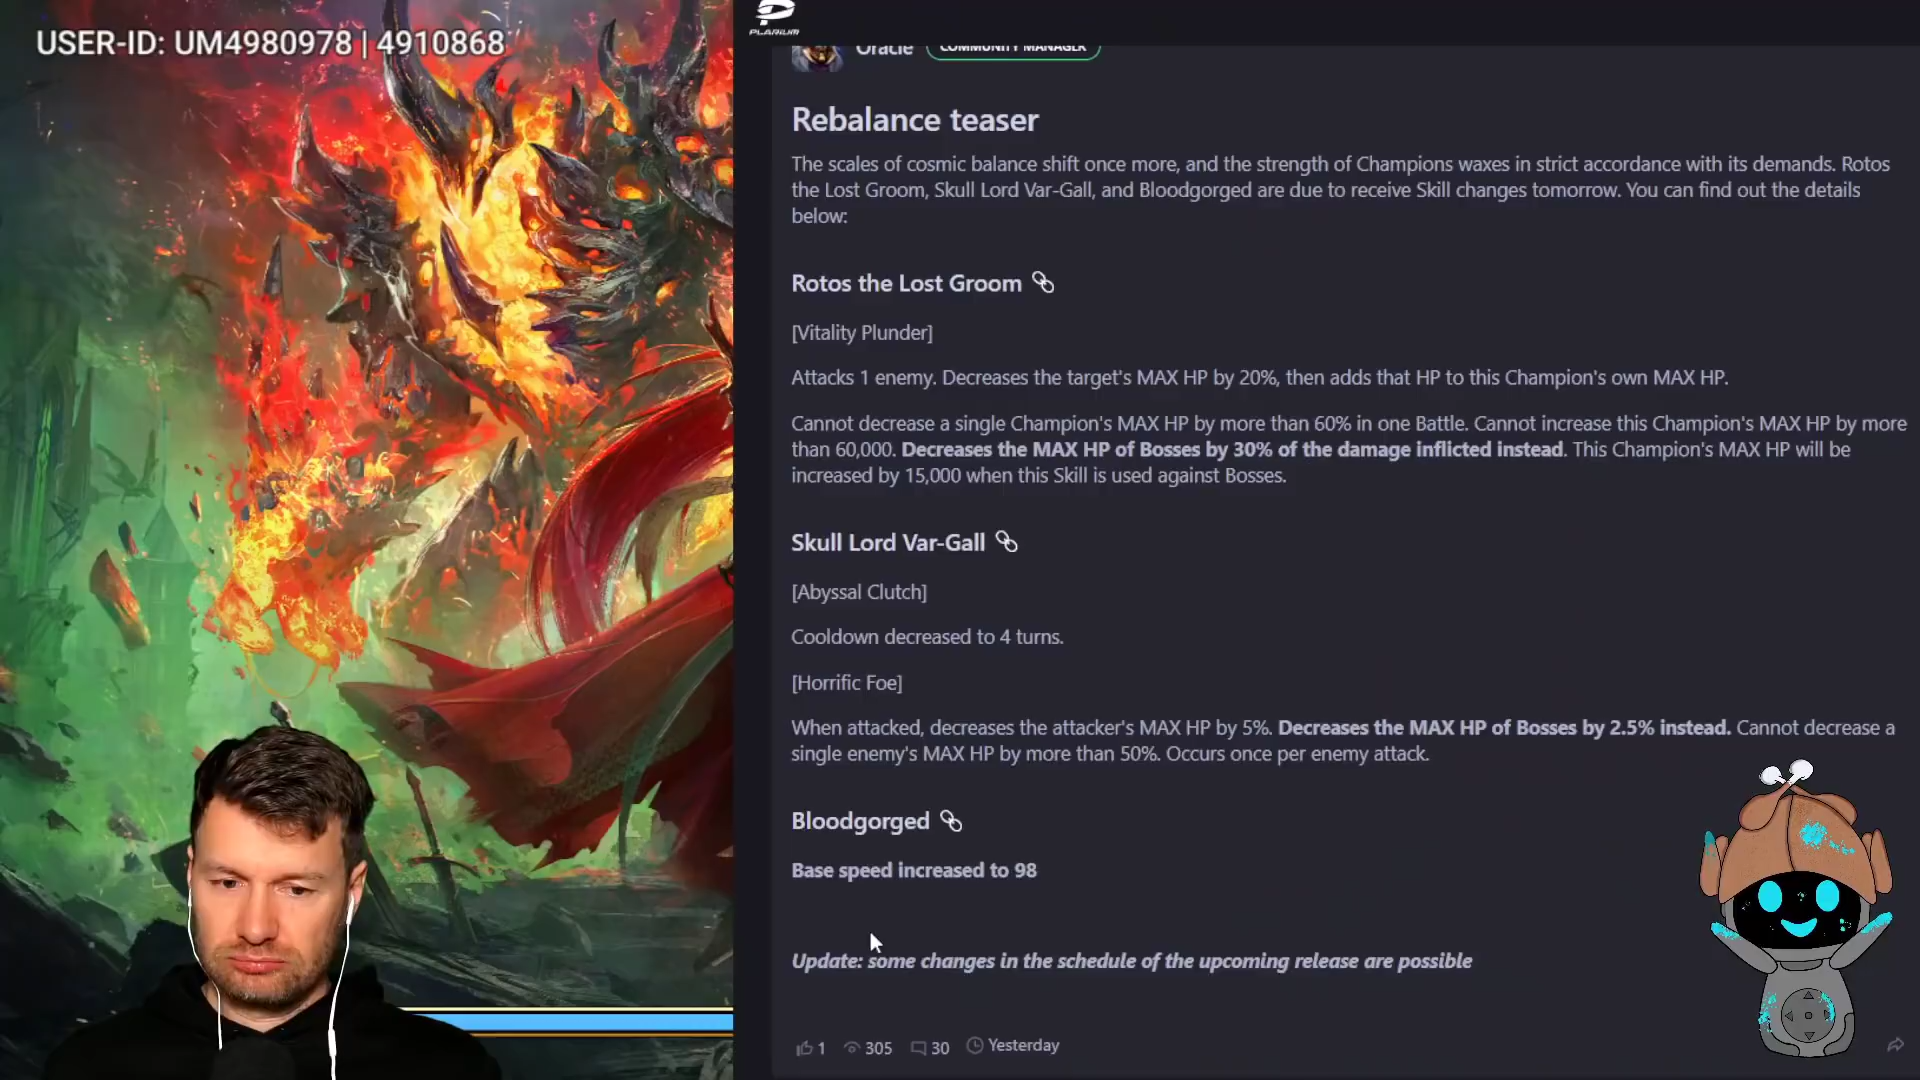 USER-ID: UM4980978 | 4910868
PLARIUM
Oracle COMMUNITY MANAGER
Rebalance teaser
The scales of cosmic balance shift once more, and the strength of Champions waxes in strict accordance with its demands. Rotos
the Lost Groom, Skull Lord Var-Gall, and Bloodgorged are due to receive Skill changes tomorrow. You can find out the details
below:
Rotos the Lost Groom
[Vitality Plunder]
Attacks 1 enemy. Decreases the target's MAX HP by 20%, then adds that HP to this Champion's own MAX HP.
Cannot decrease a single Champion's MAX HP by more than 60% in one Battle. Cannot increase this Champion's MAX HP by more
than 60,000. Decreases the MAX HP of Bosses by 30% of the damage inflicted instead. This Champion's MAX HP will be
increased by 15,000 when this Skill is used against Bosses.
Skull Lord Var-Gall
[Abyssal Clutch]
Cooldown decreased to 4 turns.
[Horrific Foe]
When attacked, decreases the attacker's MAX HP by 5%. Decreases the MAX HP of Bosses by 2.5% instead. Cannot decrease a
single enemy's MAX HP by more than 50%. Occurs once per enemy attack.
Bloodgorged
Base speed increased to 98
Update: some changes in the schedule of the upcoming release are possible
1 305 30 Yesterday